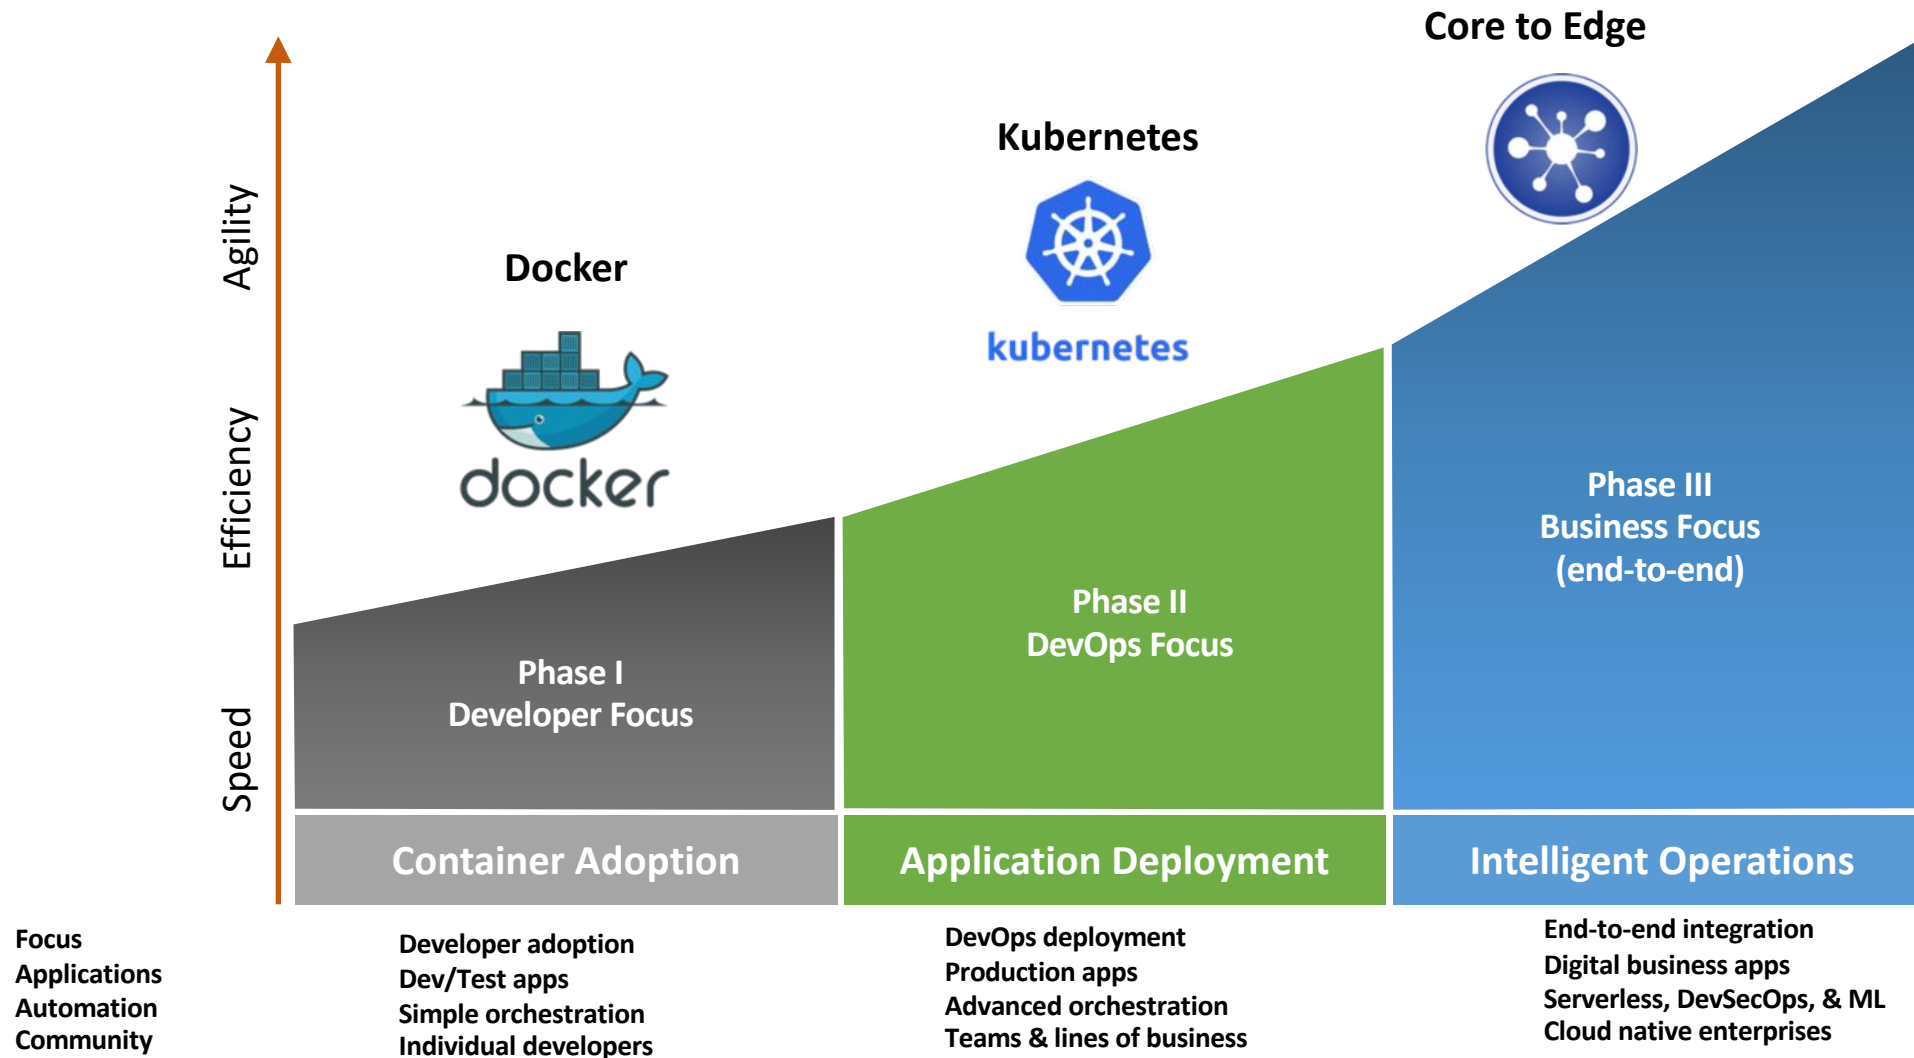 Core to Edge
Kubernetes
kubernetes
Docker
docker
Agility
Efficiency
Speed
Phase I
Developer Focus
Phase II
DevOps Focus
Phase III
Business Focus
(end-to-end)
Container Adoption
Application Deployment
Intelligent Operations
Focus
Applications
Automation
Community
Developer adoption
Dev/Test apps
Simple orchestration
Individual developers
DevOps deployment
Production apps
Advanced orchestration
Teams & lines of business
End-to-end integration
Digital business apps
Serverless, DevSecOps, & ML
Cloud native enterprises